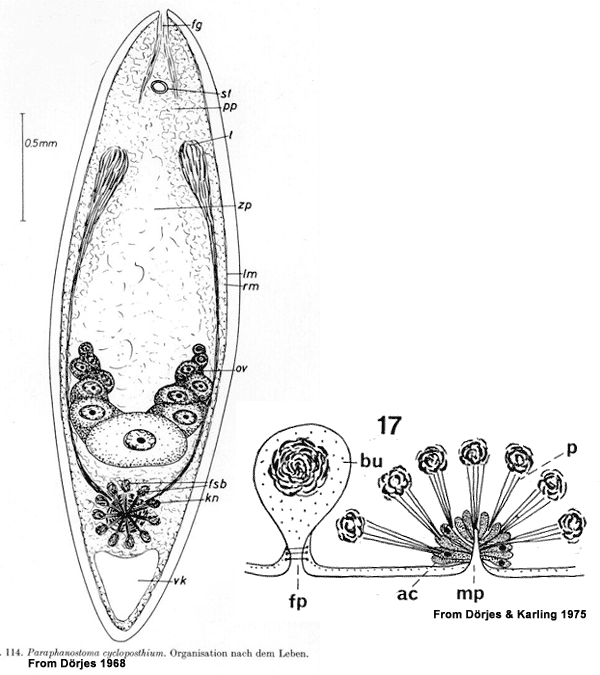 fg
st
pp
t
0.5mm
zp
lm
rm
ov
17
bu
p
fsb
kn
vk
fp
ac
mp
From Dörjes & Karling 1975
. 114. Paraphanostoma cycloposthium. Organisation nach dem Leben.
From Dörjes 1968